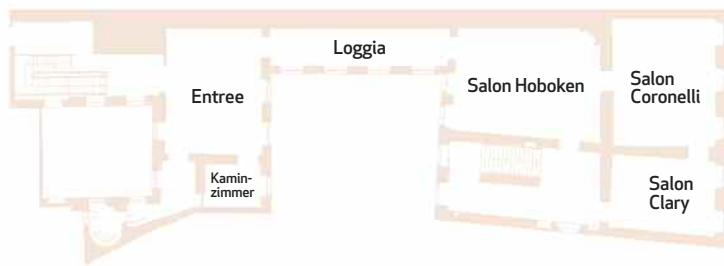 Loggia
Entree
Salon Hoboken
Salon
Coronelli
Kamin-
zimmer
Salon
Clary